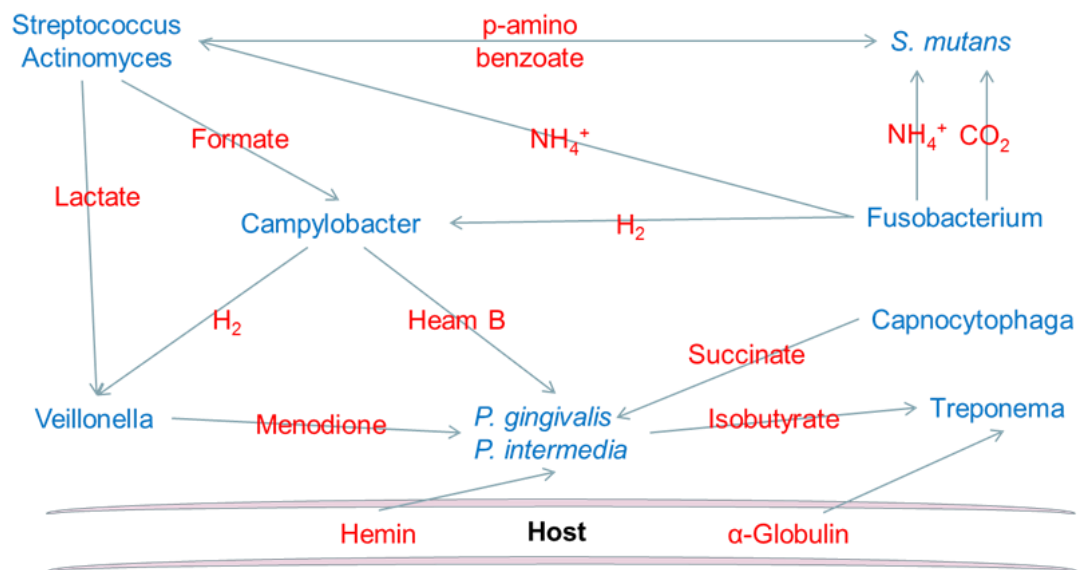 Streptococcus
Actinomyces
p-amino
benzoate
S. mutans
Formate
NH₄⁺
NH₄⁺
CO₂
Lactate
Campylobacter
H₂
Fusobacterium
H₂
Heam B
Capnocytophaga
Succinate
Veillonella
Menodione
P. gingivalis
P. intermedia
Isobutyrate
Treponema
Hemin
Host
α-Globulin